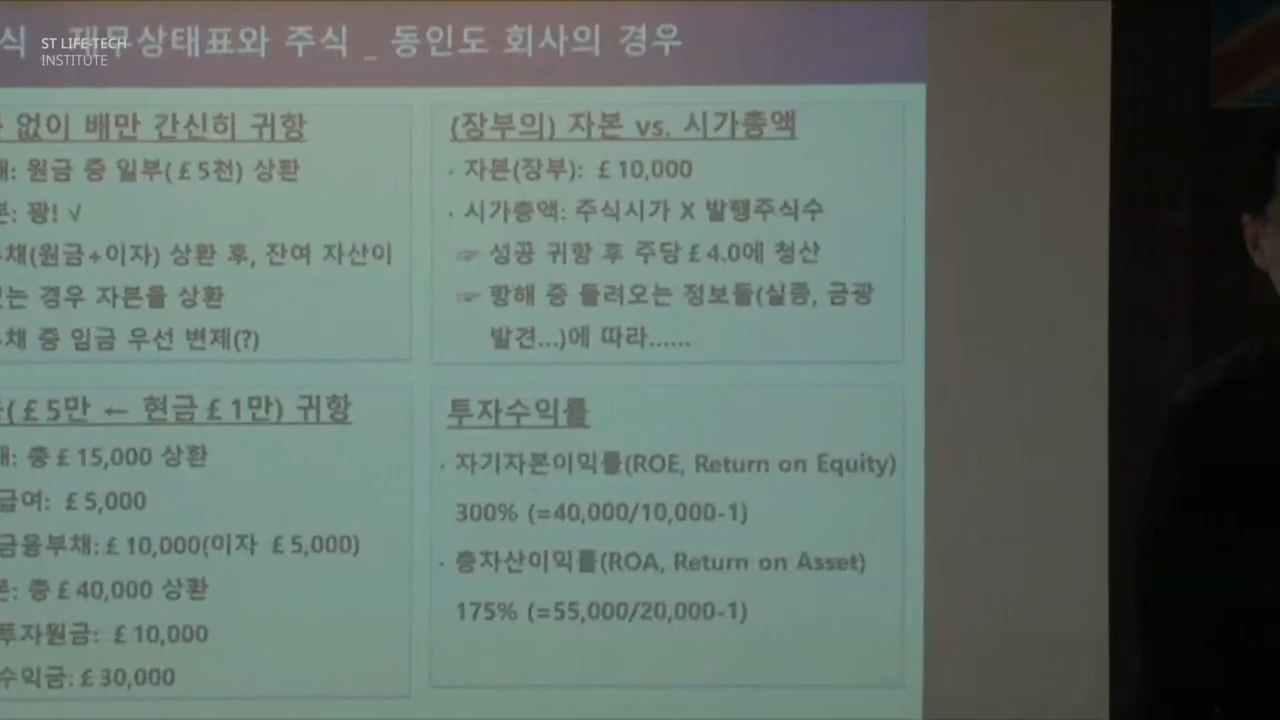 ST LIFE-TECH
INSTITUTE
식 재무상태표와 주식 _ 동인도 회사의 경우
없이 배만 간신히 귀항
원금 중 일부(£5천) 상환
꽝! √
채(원금+이자) 상환 후, 잔여 자산이
는 경우 자본을 상환
채 중 임금 우선 변제(?)
(장부의) 자본 vs. 시가총액
· 자본(장부): £10,000
· 시가총액: 주식시가 X 발행주식수
☞ 성공 귀항 후 주당£4.0에 청산
☞ 항해 중 들려오는 정보들(실종, 금광
발견...)에 따라......
(£5만 ← 현금£1만) 귀항
총£15,000 상환
급여: £5,000
금융부채:£10,000(이자 £5,000)
총£40,000 상환
투자원금: £10,000
수익금:£30,000
투자수익률
· 자기자본이익률(ROE, Return on Equity)
300% (=40,000/10,000-1)
· 총자산이익률(ROA, Return on Asset)
175% (=55,000/20,000-1)